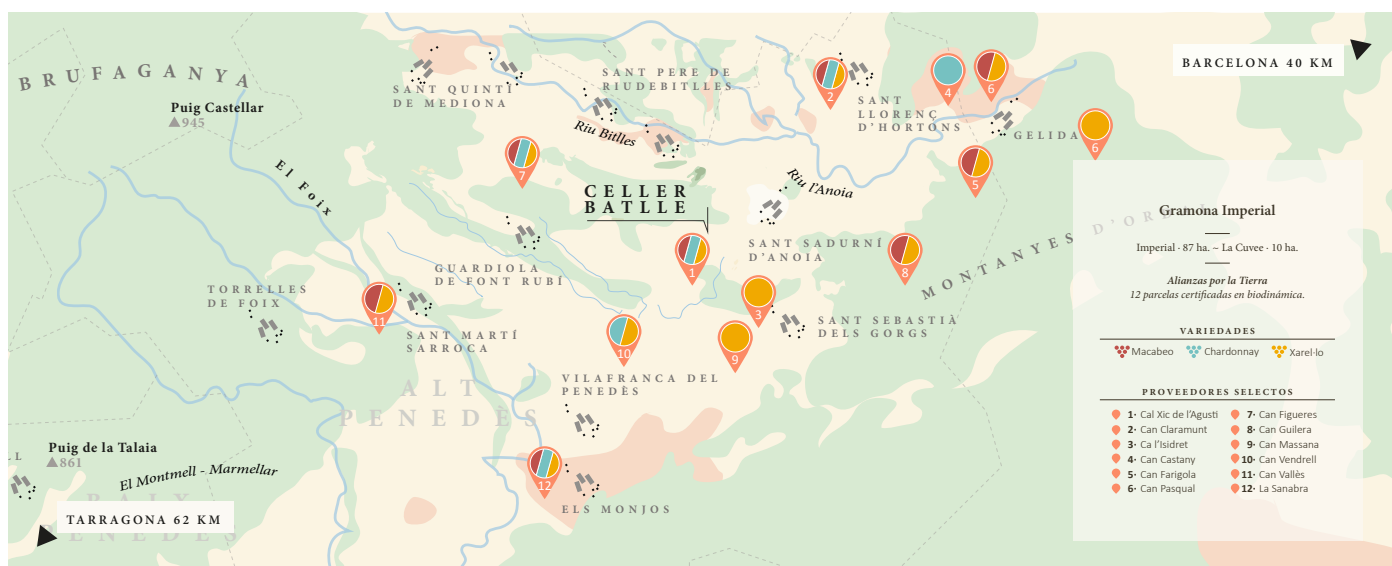 BRUFAGANYA
Puig Castellar
945
SANT QUINTÍ
DE MEDIONA
SANT PERE DE
RIUDEBITLLES
Riu Bitlles
2
SANT
LLORENÇ
D'HORTONS
4
6
GELIDA
6
BARCELONA 40 KM
El Foix
7
CELLER
BATLLE
Riu l'Anoia
5
SANT SADURNÍ
D'ANOIA
8
MONTANYES D'ORDAL
1
GUARDIOLA
DE FONT RUBÍ
TORRELLES
DE FOIX
11
SANT MARTÍ
SARROCA
3
SANT SEBASTIÀ
DELS GORGS
10
9
ALT
PENEDÈS
VILAFRANCA DEL
PENEDÈS
Puig de la Talaia
861
LL
El Montmell - Marmellar
12
ELS MONJOS
BAIX
PENEDÈS
TARRAGONA 62 KM
Gramona Imperial
Imperial · 87 ha. ~ La Cuvee · 10 ha.
Alianzas por la Tierra
12 parcelas certificadas en biodinámica.
VARIEDADES
Macabeo Chardonnay Xarel·lo
PROVEEDORES SELECTOS
1· Cal Xic de l'Agustí
2· Can Claramunt
3· Ca l'Isidret
4· Can Castany
5· Can Farigola
6· Can Pasqual
7· Can Figueres
8· Can Guilera
9· Can Massana
10· Can Vendrell
11· Can Vallès
12· La Sanabra